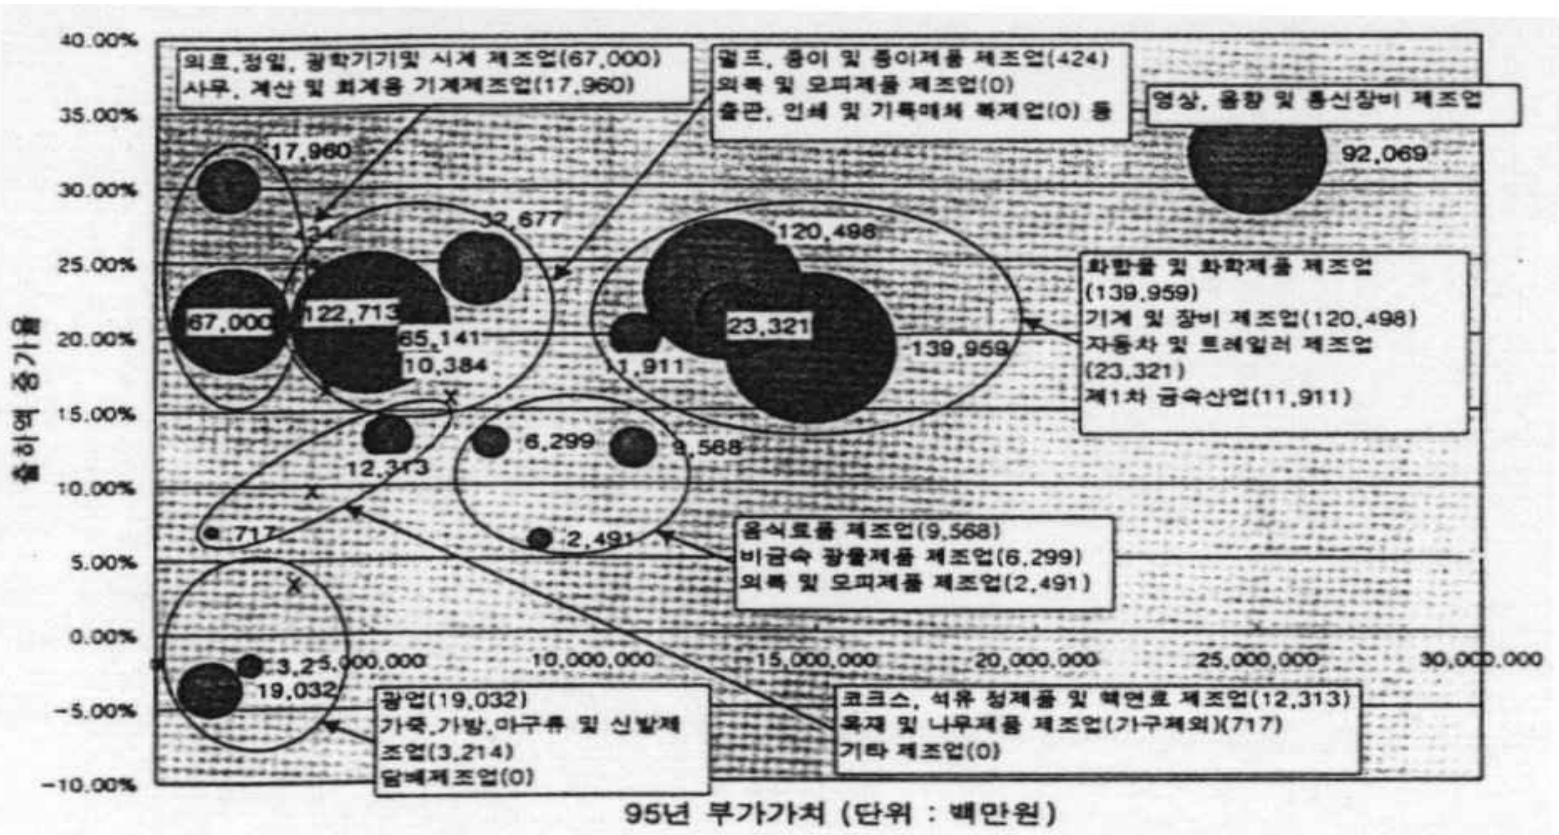 40.00%
35.00%
30.00%
25.00%
20.00%
15.00%
10.00%
5.00%
0.00%
-5.00%
-10.00%
출하액 증가율
의료,정밀, 광학기기및 시계 제조업(67,000)
사무, 계산 및 회계용 기계제조업(17,960)
펄프, 종이 및 종이제품 제조업(424)
의복 및 모피제품 제조업(0)
출판, 인쇄 및 기록매체 복제업(0) 등
영상, 음향 및 통신장비 제조업
17,960
92,069
32,677
120,498
67,000
122,713
65,141
10,384
11,911
23,321
139,959
화합물 및 화학제품 제조업
(139,959)
기계 및 장비 제조업(120,498)
자동차 및 트레일러 제조업
(23,321)
제1차 금속산업(11,911)
12,313
6,299
9,568
717
2,491
음식료품 제조업(9,568)
비금속 광물제품 제조업(6,299)
의복 및 모피제품 제조업(2,491)
3,2
19,032
5,000,000
10,000,000
15,000,000
20,000,000
25,000,000
30,000,000
광업(19,032)
가죽,가방,마구류 및 신발제
조업(3,214)
담배제조업(0)
코크스, 석유 정제품 및 핵연료 제조업(12,313)
목재 및 나무제품 제조업(가구제외)(717)
기타 제조업(0)
95년 부가가치 (단위 : 백만원)